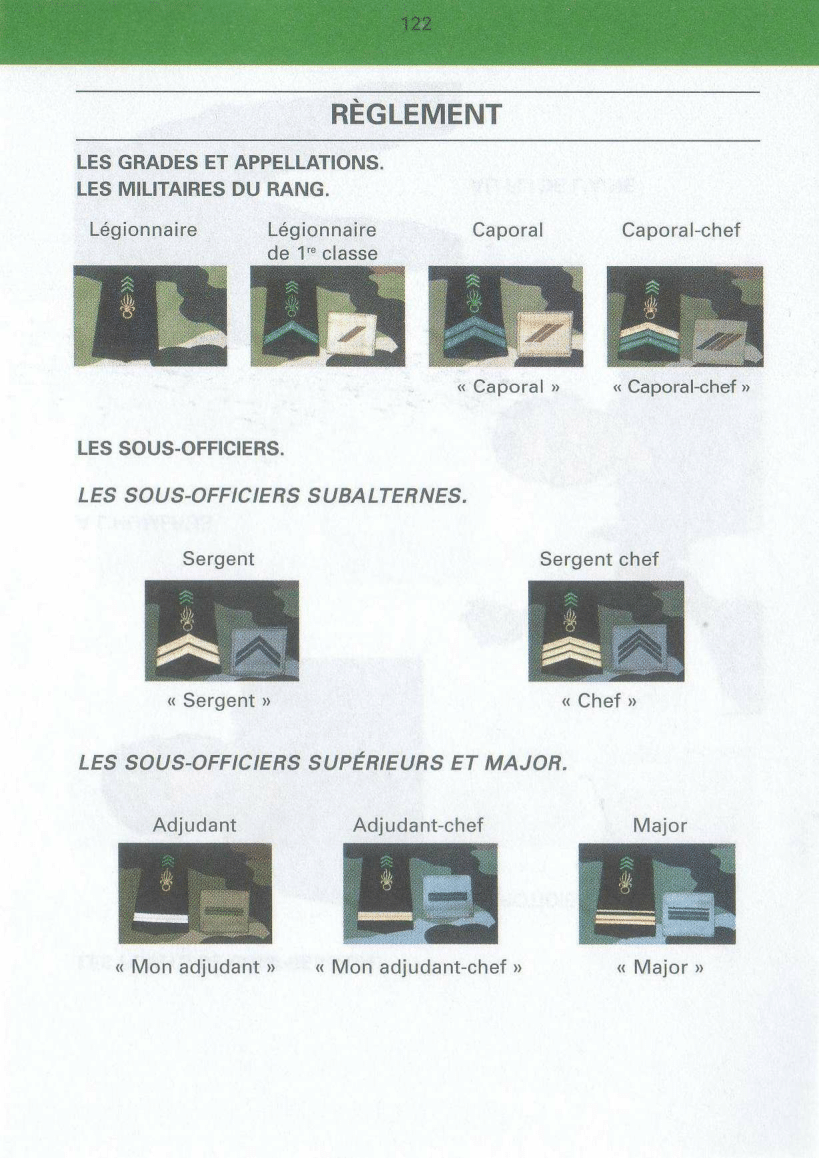 122
RÈGLEMENT
LES GRADES ET APPELLATIONS.
LES MILITAIRES DU RANG.
Légionnaire
Légionnaire
de 1re classe
Caporal
Caporal-chef
« Caporal »
« Caporal-chef »
LES SOUS-OFFICIERS.
LES SOUS-OFFICIERS SUBALTERNES.
Sergent
Sergent chef
« Sergent »
« Chef »
LES SOUS-OFFICIERS SUPÉRIEURS ET MAJOR.
Adjudant
Adjudant-chef
Major
« Mon adjudant »
« Mon adjudant-chef »
« Major »